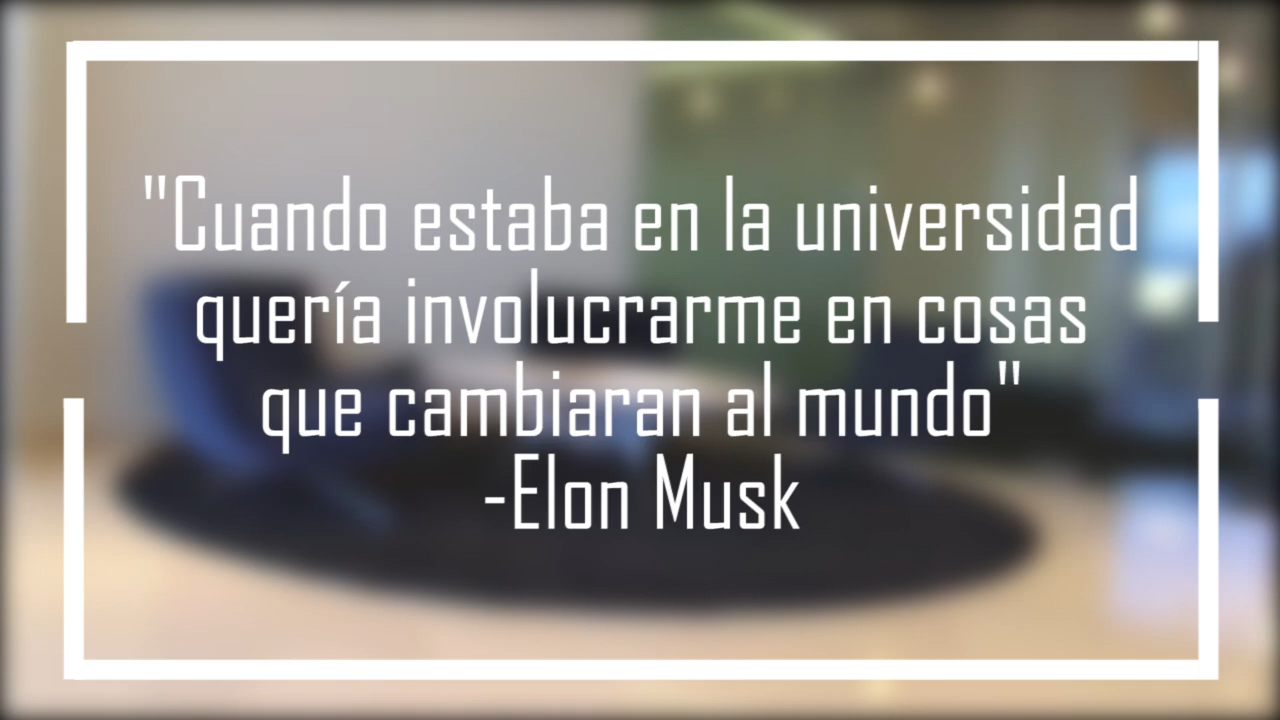 "Cuando estaba en la universidad
quería involucrarme en cosas
que cambiaran al mundo"
-Elon Musk